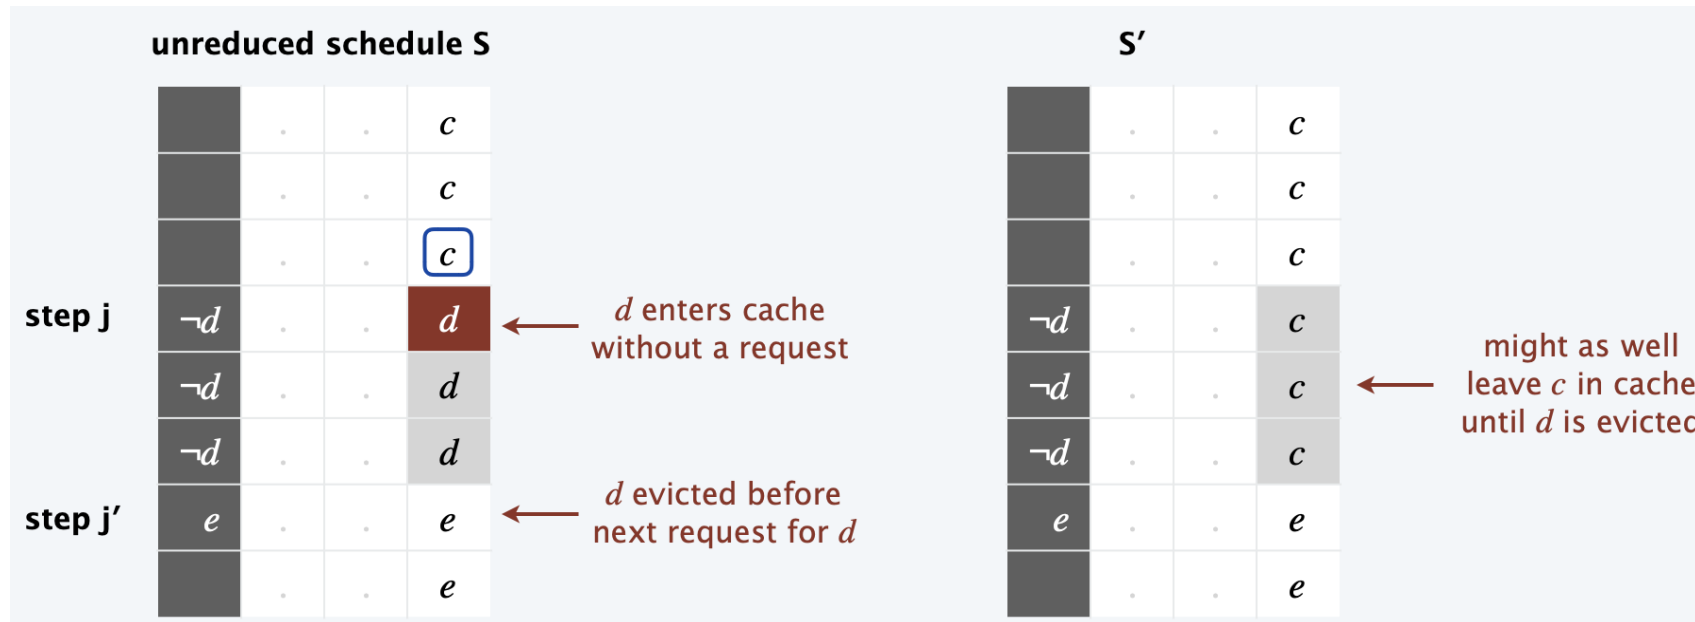 unreduced schedule S
S′
. . c
. . c
. . c
. . c
. . c
. . c
step j
¬d . . d
d enters cache
without a request
¬d . . c
¬d . . d
¬d . . c
might as well
leave c in cache
until d is evicted
¬d . . d
¬d . . c
step j′
e . . e
d evicted before
next request for d
e . . e
. . e
. . e